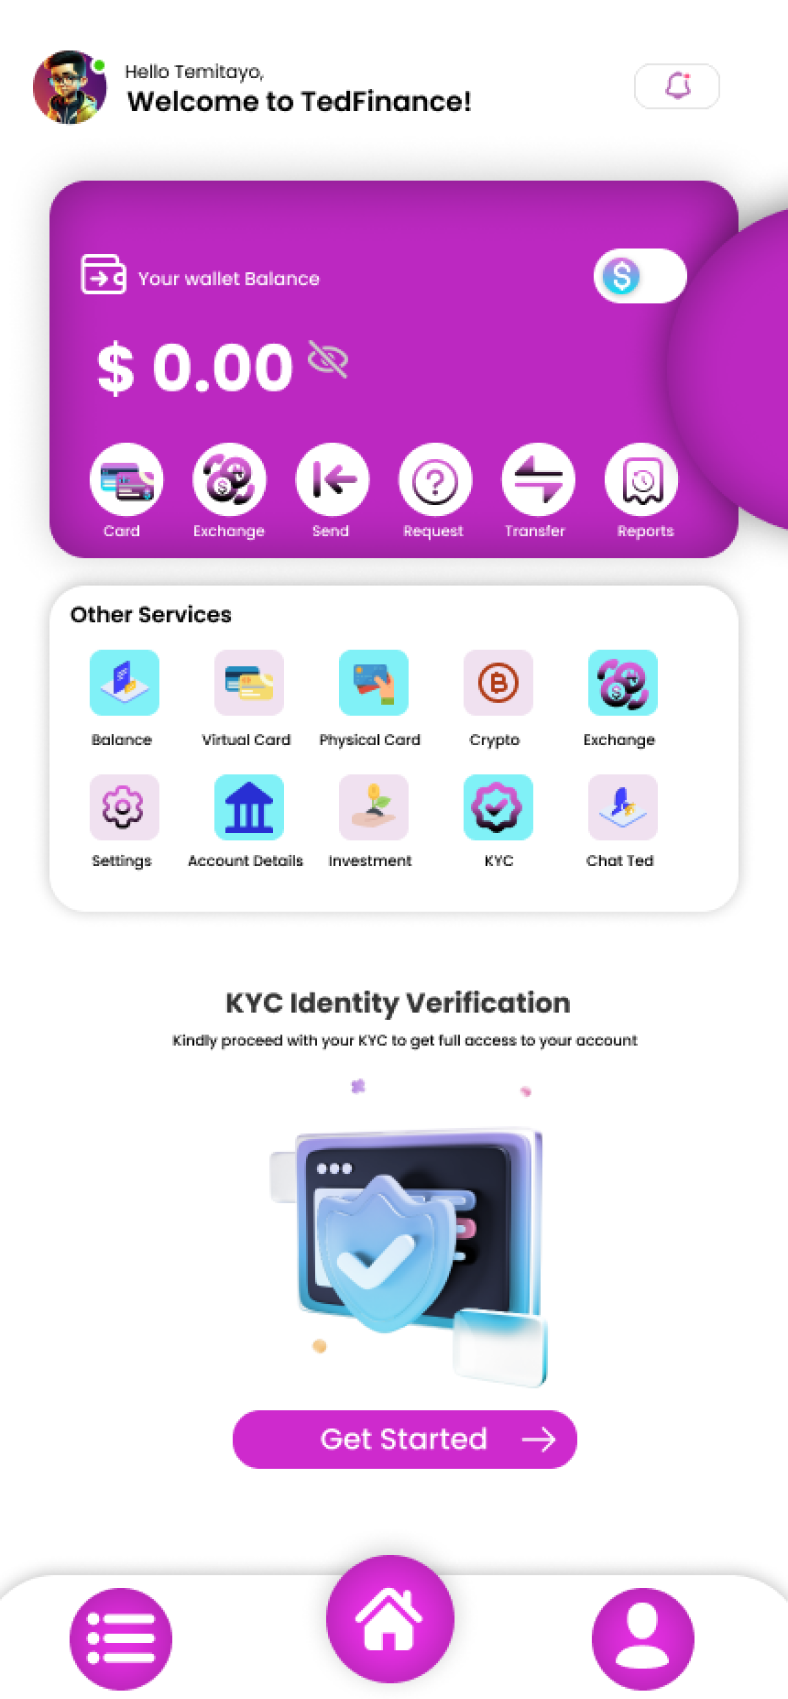 Hello Temitayo,
Welcome to TedFinance!
Your wallet Balance
$
$ 0.00
Card Exchange Send Request Transfer Reports
Other Services
Balance Virtual Card Physical Card Crypto Exchange
Settings Account Details Investment KYC Chat Ted
KYC Identity Verification
Kindly proceed with your KYC to get full access to your account
Get Started